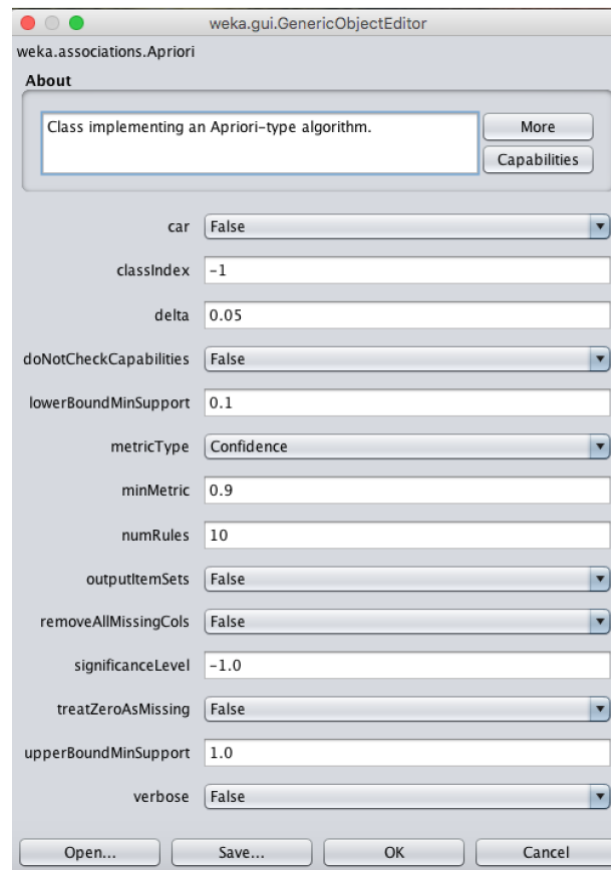 weka.gui.GenericObjectEditor
weka.associations.Apriori
About
Class implementing an Apriori-type algorithm.
More
Capabilities
car False
classIndex -1
delta 0.05
doNotCheckCapabilities False
lowerBoundMinSupport 0.1
metricType Confidence
minMetric 0.9
numRules 10
outputItemSets False
removeAllMissingCols False
significanceLevel -1.0
treatZeroAsMissing False
upperBoundMinSupport 1.0
verbose False
Open... Save... OK Cancel